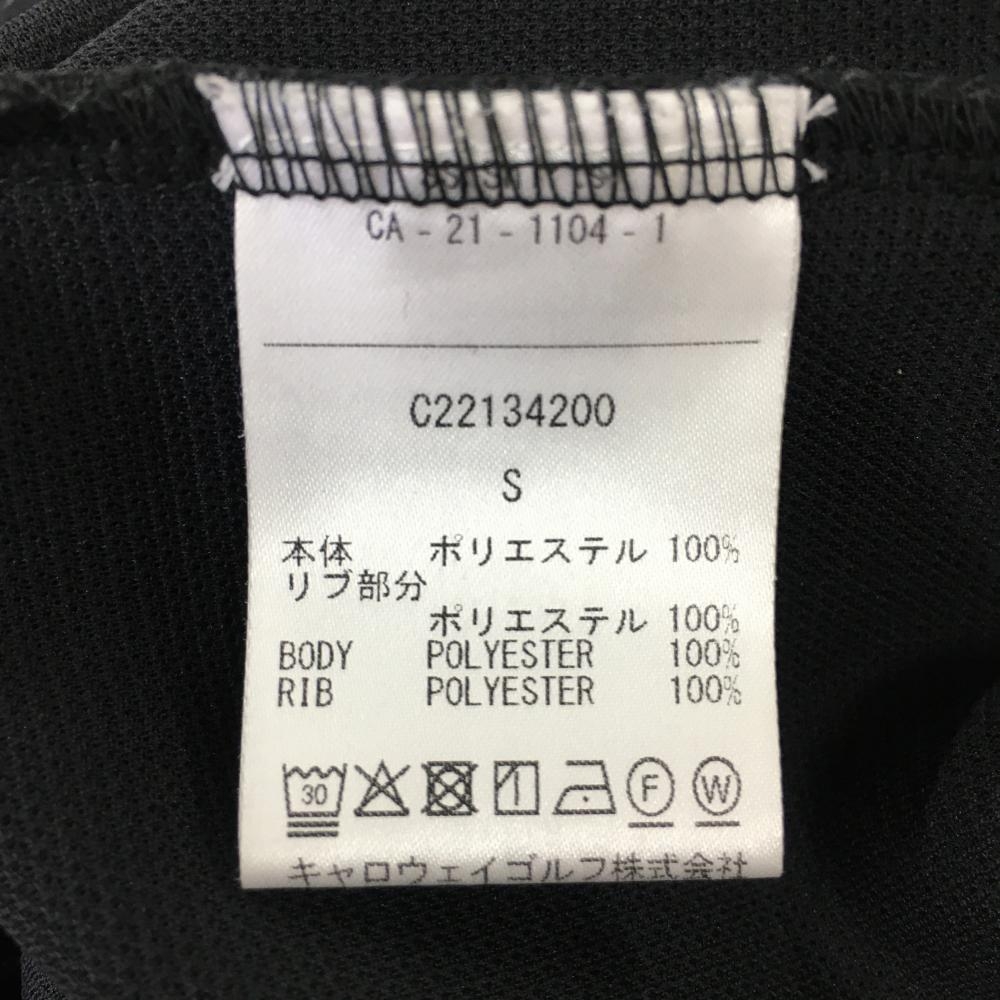 CA - 21 - 1104 - 1
C22134200
S
本体 ポリエステル 100%
リブ部分
ポリエステル 100%
BODY POLYESTER 100%
RIB POLYESTER 100%
30 F W
キャロウェイゴルフ株式会社